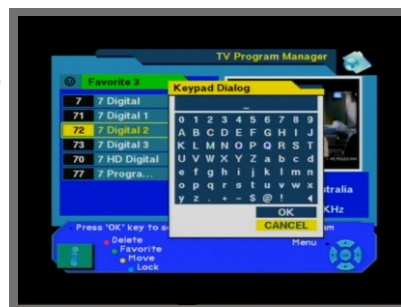 TV Program Manager
Favorite 3
Keypad Dialog
7 7 Digital
71 7 Digital 1
72 7 Digital 2
73 7 Digital 3
70 7 HD Digital
77 7 Progra...
_
0 1 2 3 4 5 6 7 8 9
A B C D E F G H I J
K L M N O P Q R S T
U V W X Y Z a b c d
e f g h i j k l m n
o p q r s t u v w x
y z . + - $ @ !
OK
CANCEL
stralia
KHz
Press 'OK' key to s
m
Delete
Favorite
Move
Lock
Menu